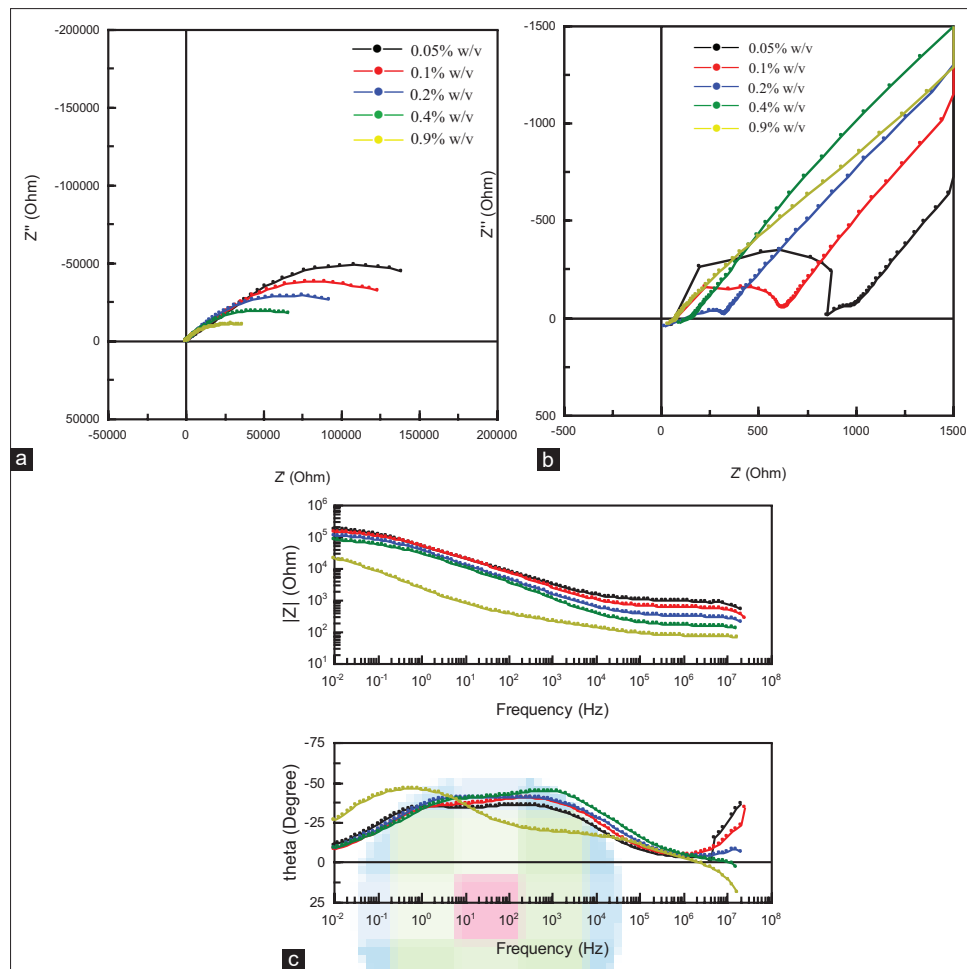 -200000
-150000
-100000
-50000
0
50000
Z'' (Ohm)
0.05% w/v
0.1% w/v
0.2% w/v
0.4% w/v
0.9% w/v
-50000 0 50000 100000 150000 200000
Z' (Ohm)
a
-1500
-1000
-500
0
500
Z'' (Ohm)
0.05% w/v
0.1% w/v
0.2% w/v
0.4% w/v
0.9% w/v
-500 0 500 1000 1500
Z' (Ohm)
b
10^6
10^5
10^4
10^3
10^2
10^1
|Z| (Ohm)
10^-2 10^-1 10^0 10^1 10^2 10^3 10^4 10^5 10^6 10^7 10^8
Frequency (Hz)
-75
-50
-25
0
25
theta (Degree)
10^-2 10^-1 10^0 10^1 10^2 10^3 10^4 10^5 10^6 10^7 10^8
Frequency (Hz)
c